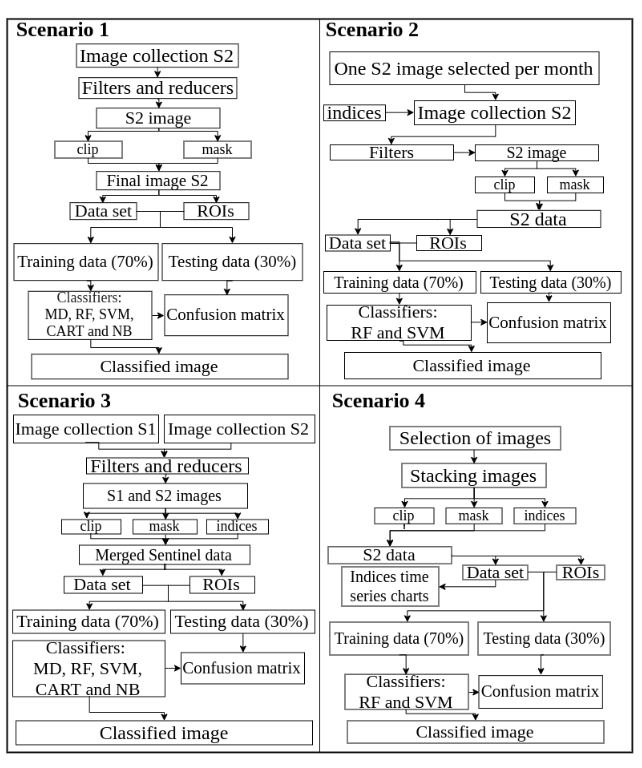 Scenario 1
Image collection S2
Filters and reducers
S2 image
clip
mask
Final image S2
Data set
ROIs
Training data (70%)
Testing data (30%)
Classifiers:
MD, RF, SVM,
CART and NB
Confusion matrix
Classified image
Scenario 2
One S2 image selected per month
indices
Image collection S2
Filters
S2 image
clip
mask
S2 data
Data set
ROIs
Training data (70%)
Testing data (30%)
Classifiers:
RF and SVM
Confusion matrix
Classified image
Scenario 3
Image collection S1
Image collection S2
Filters and reducers
S1 and S2 images
clip
mask
indices
Merged Sentinel data
Data set
ROIs
Training data (70%)
Testing data (30%)
Classifiers:
MD, RF, SVM,
CART and NB
Confusion matrix
Classified image
Scenario 4
Selection of images
Stacking images
clip
mask
indices
S2 data
Indices time
series charts
Data set
ROIs
Training data (70%)
Testing data (30%)
Classifiers:
RF and SVM
Confusion matrix
Classified image